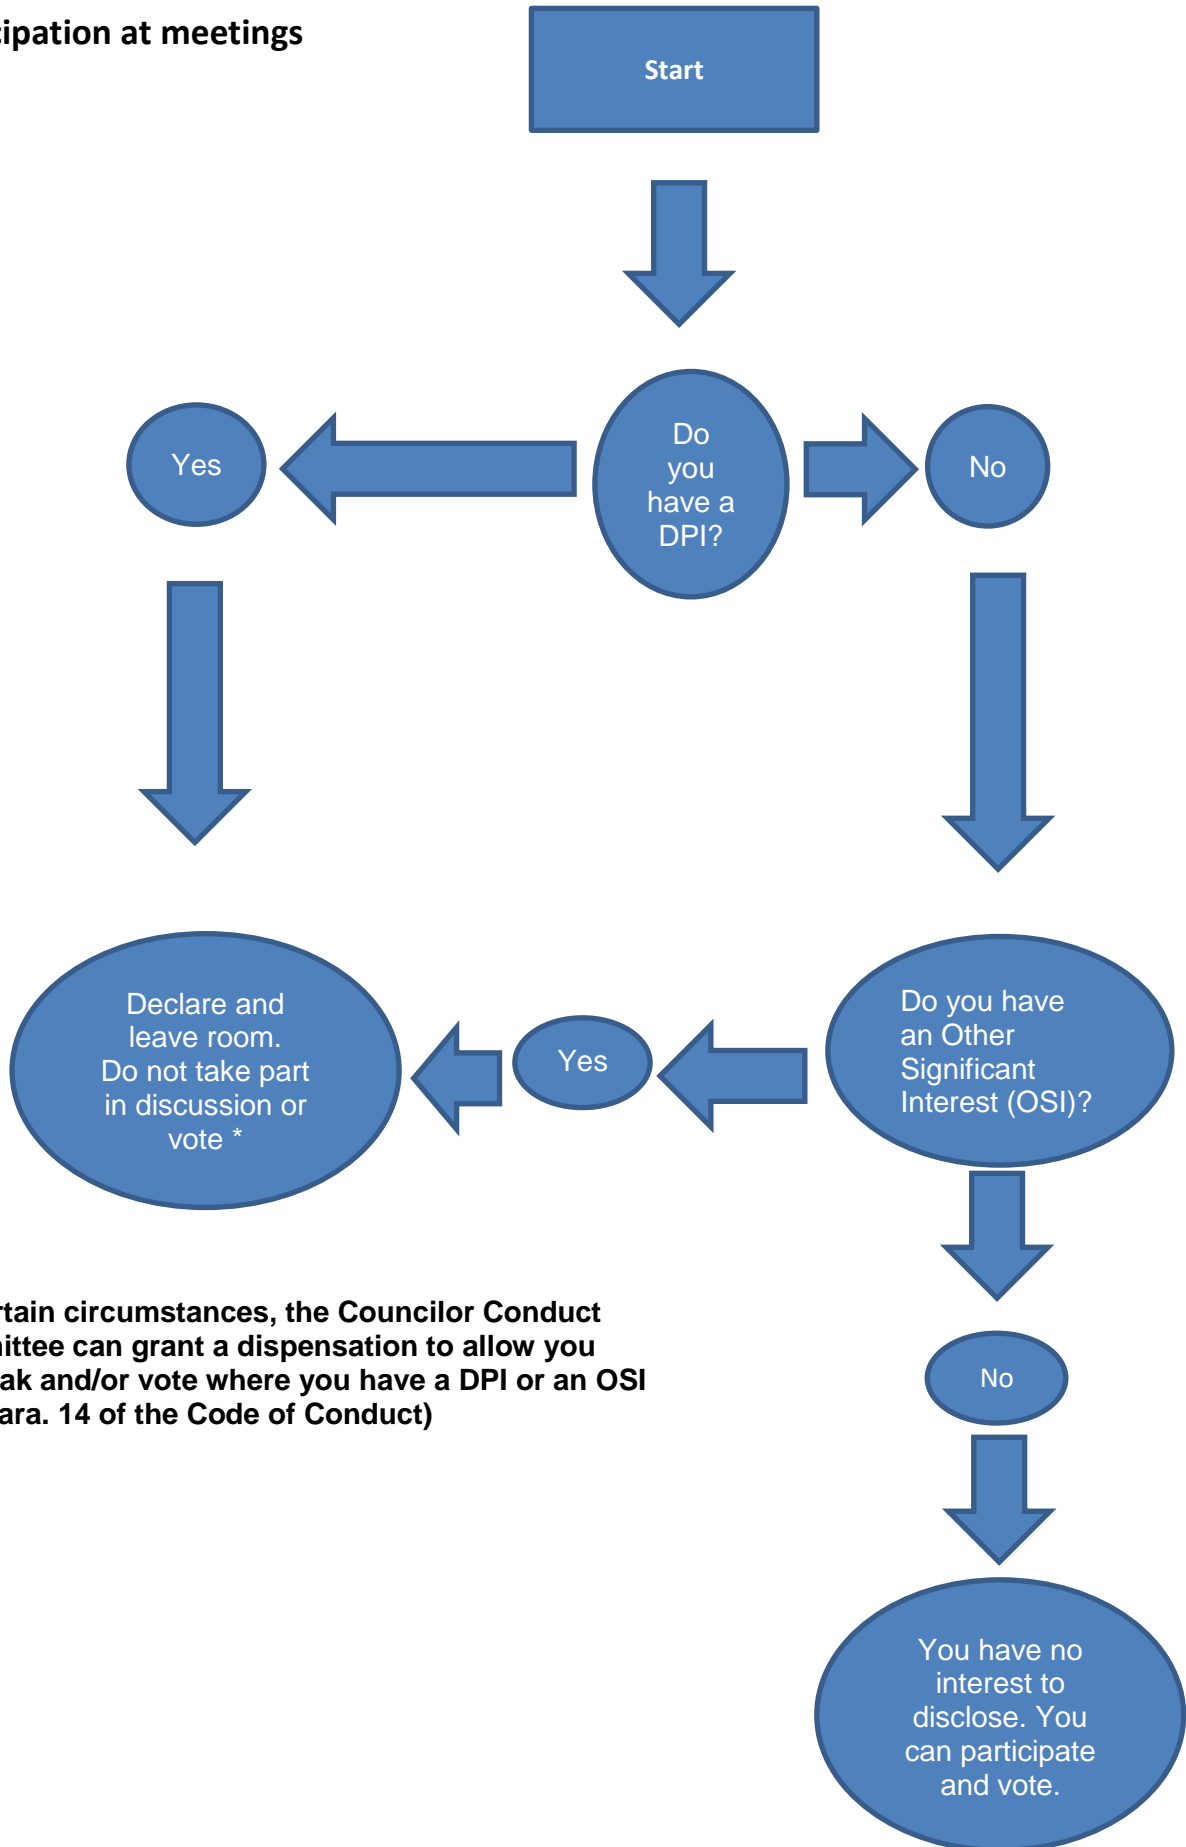 cipation at meetings
Start
Do
you
have a
DPI?
Yes
No
Declare and
leave room.
Do not take part
in discussion or
vote *
Yes
Do you have
an Other
Significant
Interest (OSI)?
rtain circumstances, the Councilor Conduct
nittee can grant a dispensation to allow you
ak and/or vote where you have a DPI or an OSI
ara. 14 of the Code of Conduct)
No
You have no
interest to
disclose. You
can participate
and vote.